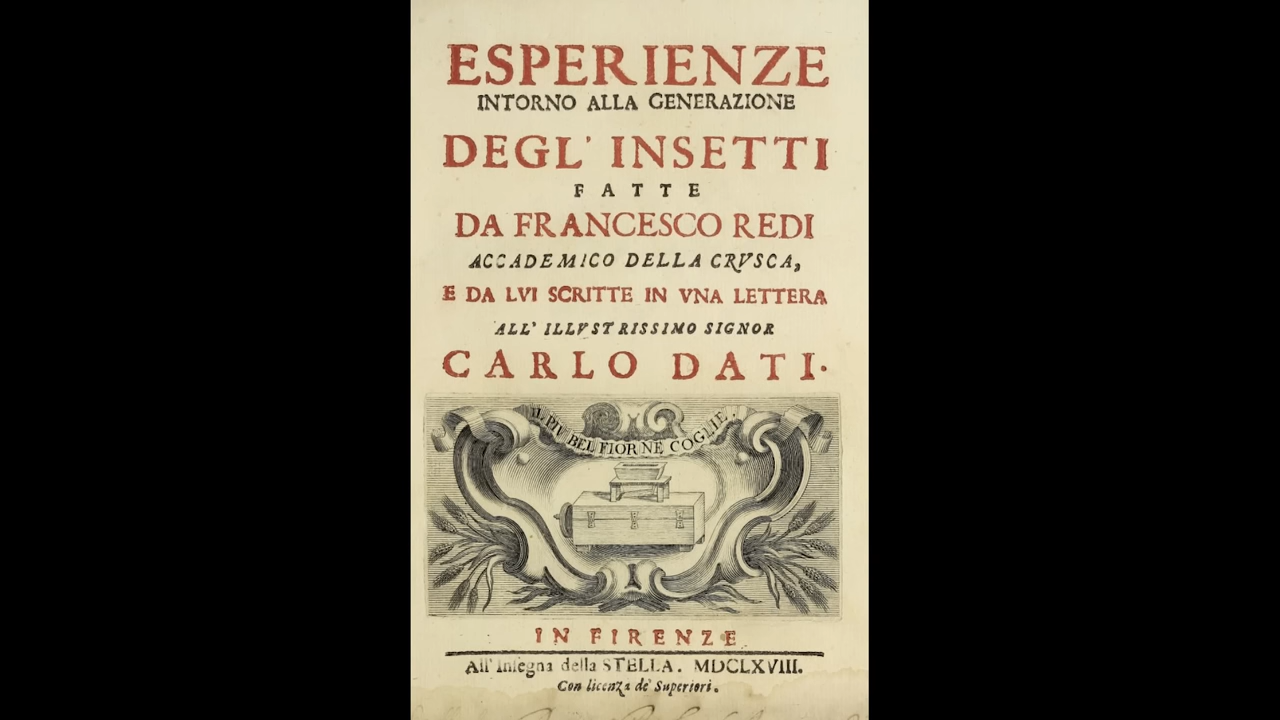 ESPERIENZE
INTORNO ALLA GENERAZIONE
DEGL' INSETTI
FATTE
DA FRANCESCO REDI
ACCADEMICO DELLA CRVSCA,
E DA LVI SCRITTE IN VNA LETTERA
ALL' ILLVSTRISSIMO SIGNOR
CARLO DATI.
IL PIV BEL FIOR NE COGLIE.
IN FIRENZE
All' Insegna della STELLA. MDCLXVIII.
Con licenza de' Superiori.